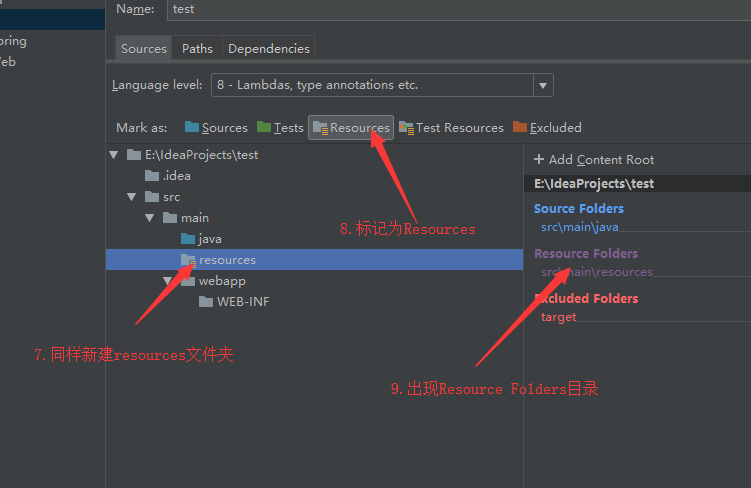 Name: test
pring
Veb
Sources Paths Dependencies
Language level: 8 - Lambdas, type annotations etc.
Mark as: Sources Tests Resources Test Resources Excluded
E:\IdeaProjects\test
.idea
src
main
java
resources
webapp
WEB-INF
+ Add Content Root
E:\IdeaProjects\test
Source Folders
src\main\java
Resource Folders
src\main\resources
Excluded Folders
target
8.标记为Resources
7.同样新建resources文件夹
9.出现Resource Folders目录